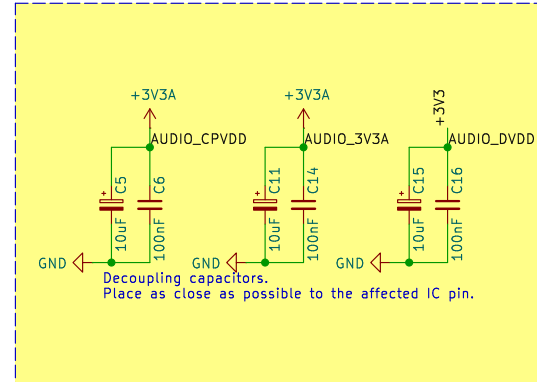 +3V3A
AUDIO_CPVDD
+
C5
10uF
C6
100nF
GND
+3V3A
AUDIO_3V3A
+
C11
10uF
C14
100nF
GND
+3V3
AUDIO_DVDD
+
C15
10uF
C16
100nF
GND
Decoupling capacitors.
Place as close as possible to the affected IC pin.